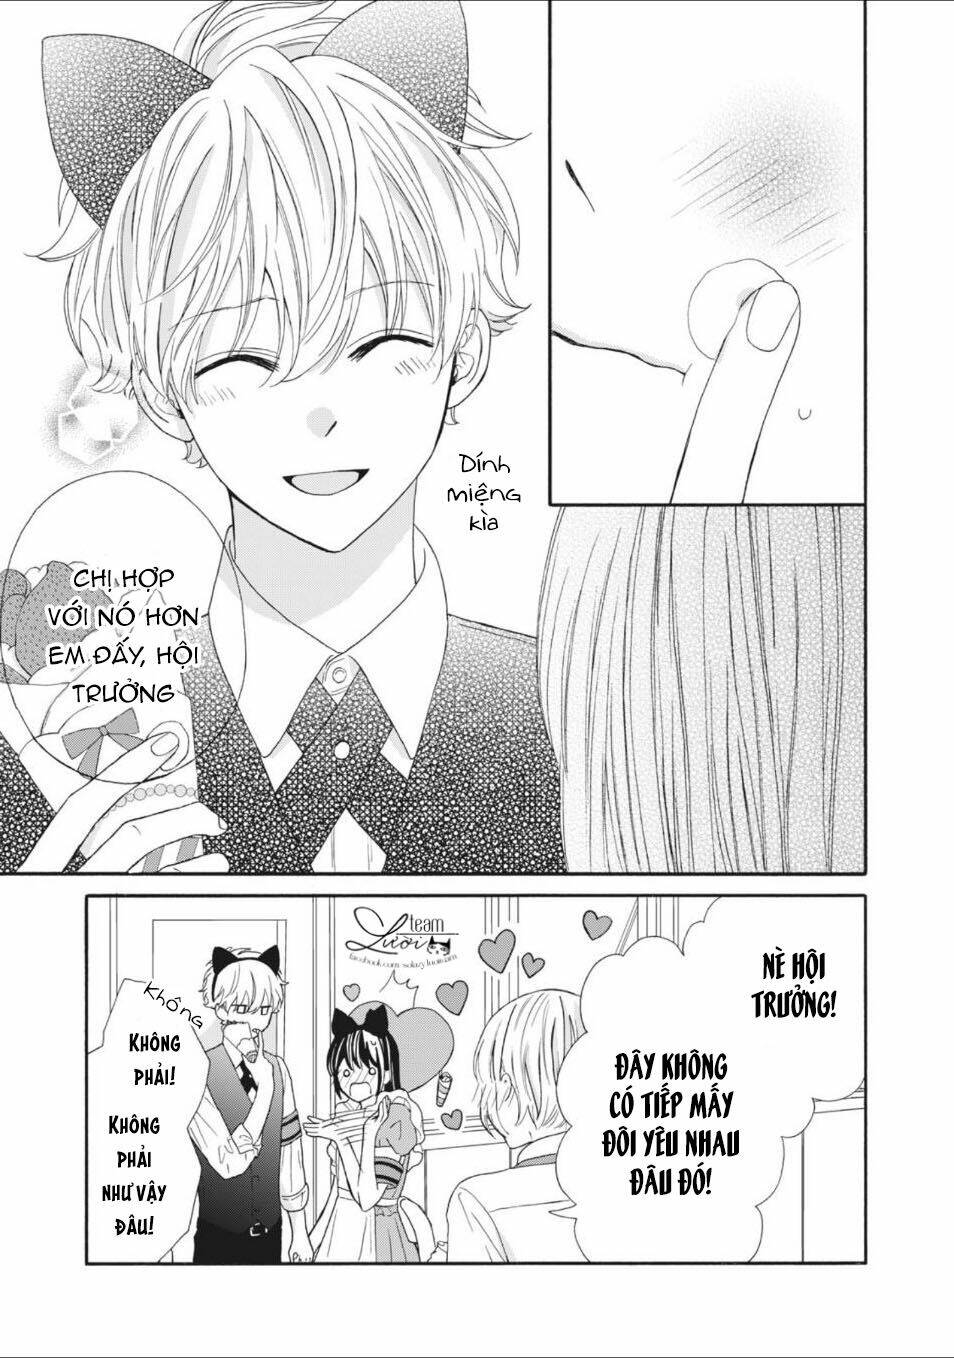 Dính
miệng
kìa
CHỊ HỢP
VỚI NÓ HƠN
EM ĐẤY, HỘI
TRƯỞNG
NÈ HỘI
TRƯỞNG!
ĐÂY KHÔNG
CÓ TIẾP MẤY
ĐÔI YÊU NHAU
ĐÂU ĐÓ!
team
Lười
Không
KHÔNG
PHẢI!
KHÔNG
PHẢI
NHƯ VẬY
ĐÂU!